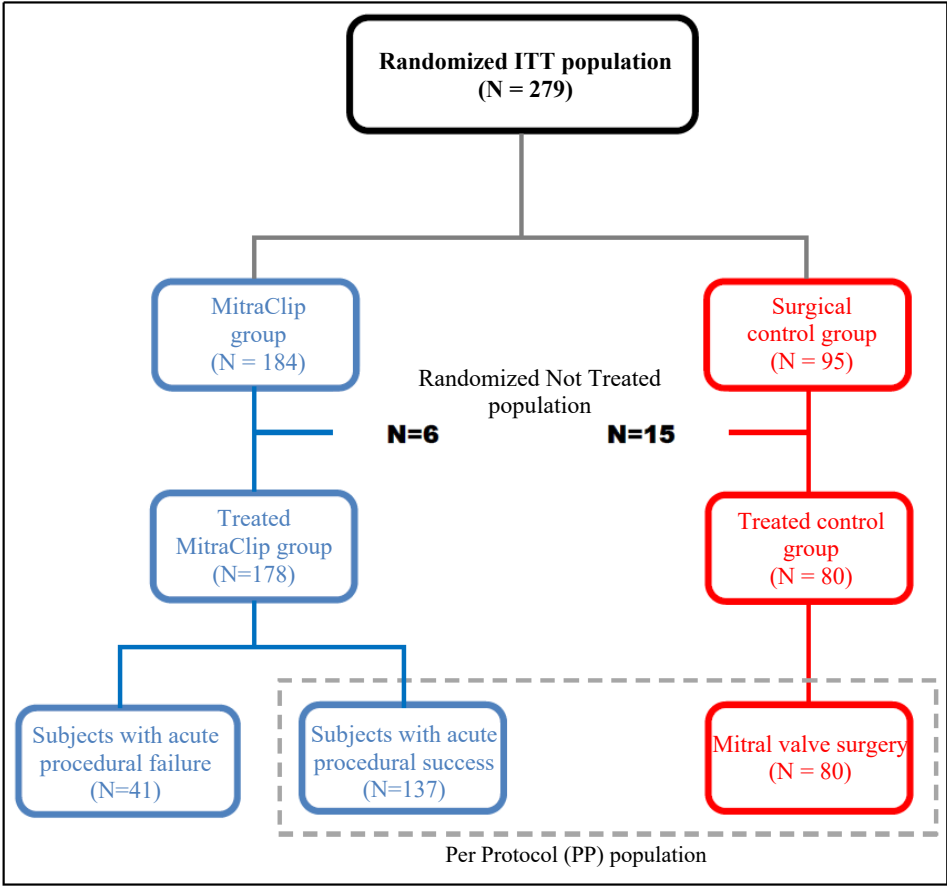 Randomized ITT population
(N = 279)
MitraClip
group
(N = 184)
Surgical
control group
(N = 95)
Randomized Not Treated
population
N=6
N=15
Treated
MitraClip group
(N=178)
Treated control
group
(N = 80)
Subjects with acute
procedural failure
(N=41)
Subjects with acute
procedural success
(N=137)
Mitral valve surgery
(N = 80)
Per Protocol (PP) population